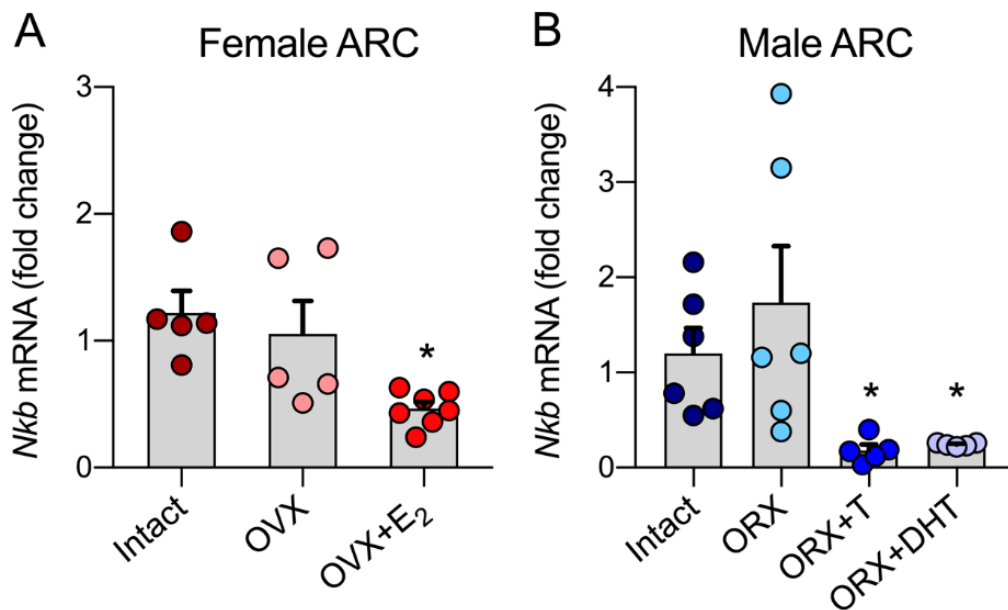 A
Female ARC
Nkb mRNA (fold change)
3
2
1
0
*
Intact
OVX
OVX+E₂
B
Male ARC
Nkb mRNA (fold change)
4
3
2
1
0
* *
Intact
ORX
ORX+T
ORX+DHT